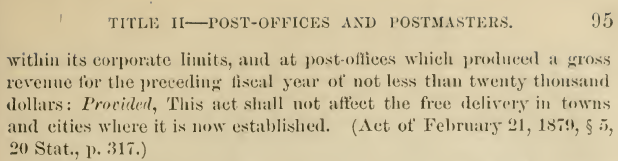 TITLE II—POST-OFFICES AND POSTMASTERS. 95
within its corporate limits, and at post-offices which produced a gross
revenue for the preceding fiscal year of not less than twenty thousand
dollars: Provided, This act shall not affect the free delivery in towns
and cities where it is now established. (Act of February 21, 1879, § 5,
20 Stat., p. 317.)